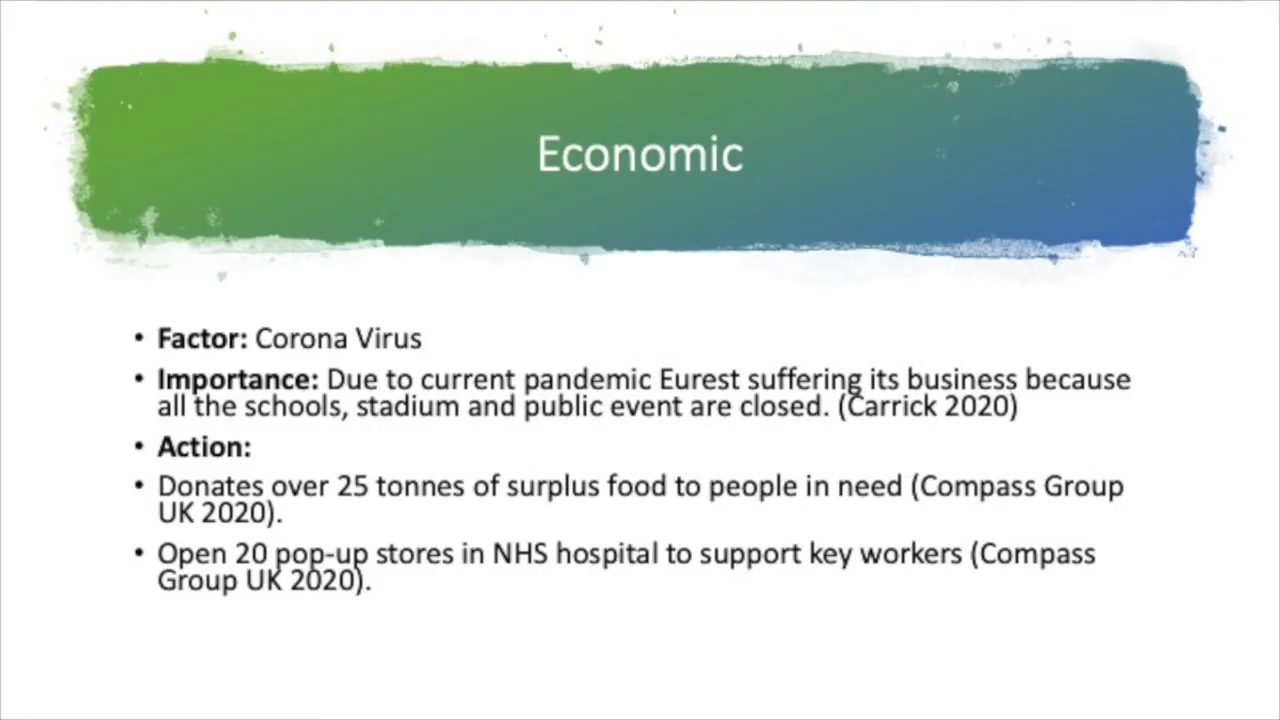 Economic
• Factor: Corona Virus
• Importance: Due to current pandemic Eurest suffering its business because
all the schools, stadium and public event are closed. (Carrick 2020)
• Action:
• Donates over 25 tonnes of surplus food to people in need (Compass Group
UK 2020).
• Open 20 pop-up stores in NHS hospital to support key workers (Compass
Group UK 2020).